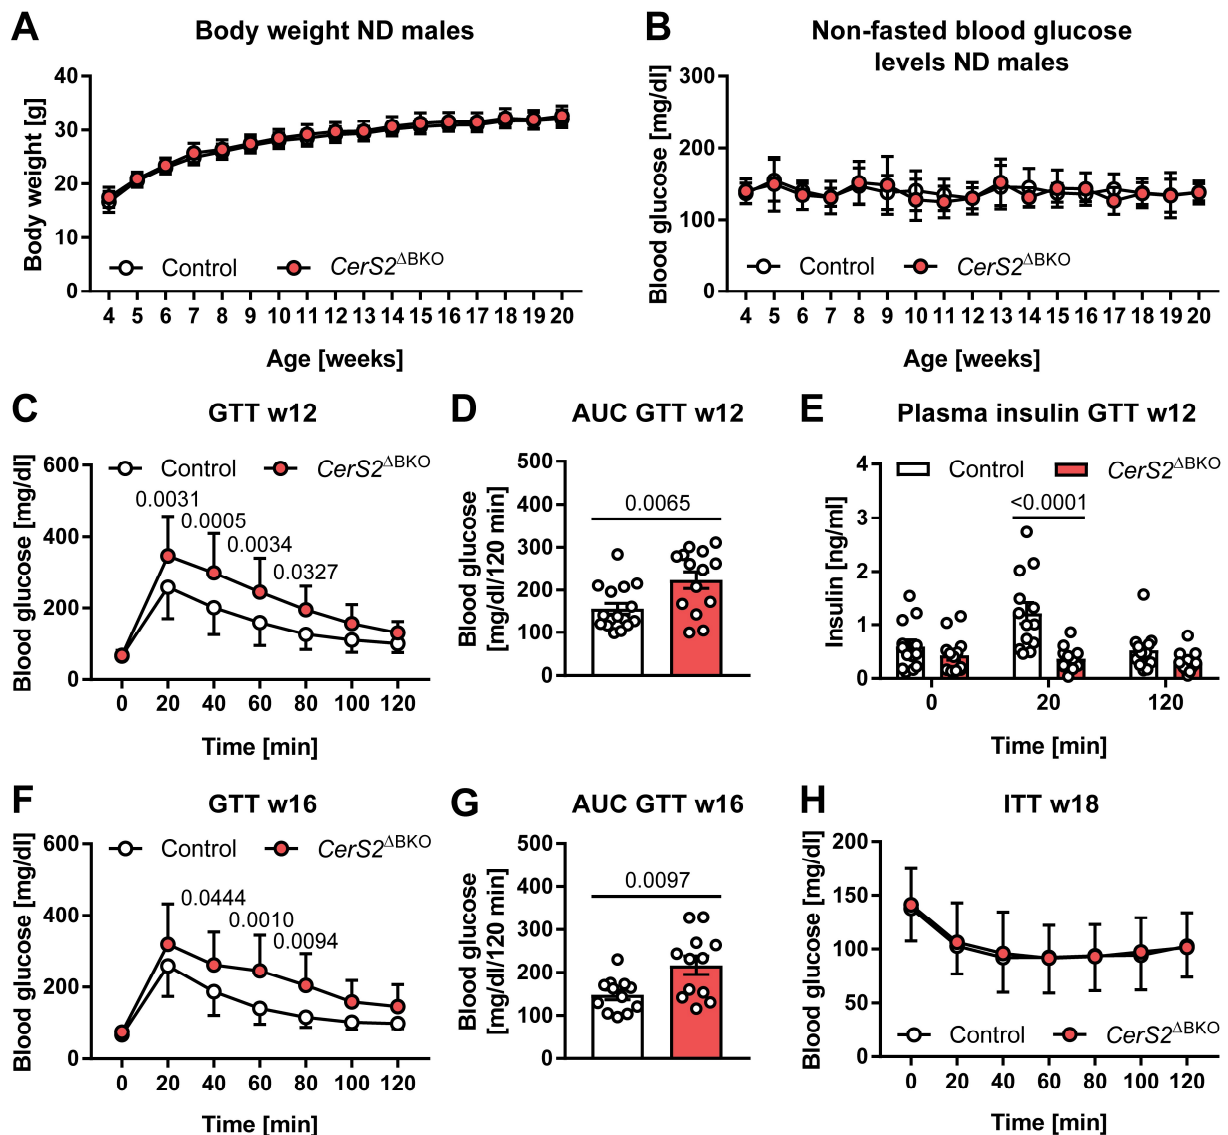 A
Body weight ND males
Body weight [g]
40
30
20
10
0
Control
CerS2ΔBKO
4 5 6 7 8 9 10 11 12 13 14 15 16 17 18 19 20
Age [weeks]
B
Non-fasted blood glucose
levels ND males
Blood glucose [mg/dl]
300
200
100
0
Control
CerS2ΔBKO
4 5 6 7 8 9 10 11 12 13 14 15 16 17 18 19 20
Age [weeks]
C
GTT w12
Blood glucose [mg/dl]
600
400
200
0
Control
CerS2ΔBKO
0.0031
0.0005
0.0034
0.0327
0 20 40 60 80 100 120
Time [min]
D
AUC GTT w12
Blood glucose
[mg/dl/120 min]
500
400
300
200
100
0
0.0065
E
Plasma insulin GTT w12
Insulin [ng/ml]
4
3
2
1
0
Control
CerS2ΔBKO
<0.0001
0 20 120
Time [min]
F
GTT w16
Blood glucose [mg/dl]
600
400
200
0
Control
CerS2ΔBKO
0.0444
0.0010
0.0094
0 20 40 60 80 100 120
Time [min]
G
AUC GTT w16
Blood glucose
[mg/dl/120 min]
500
400
300
200
100
0
0.0097
H
ITT w18
Blood glucose [mg/dl]
200
150
100
50
0
Control
CerS2ΔBKO
0 20 40 60 80 100 120
Time [min]